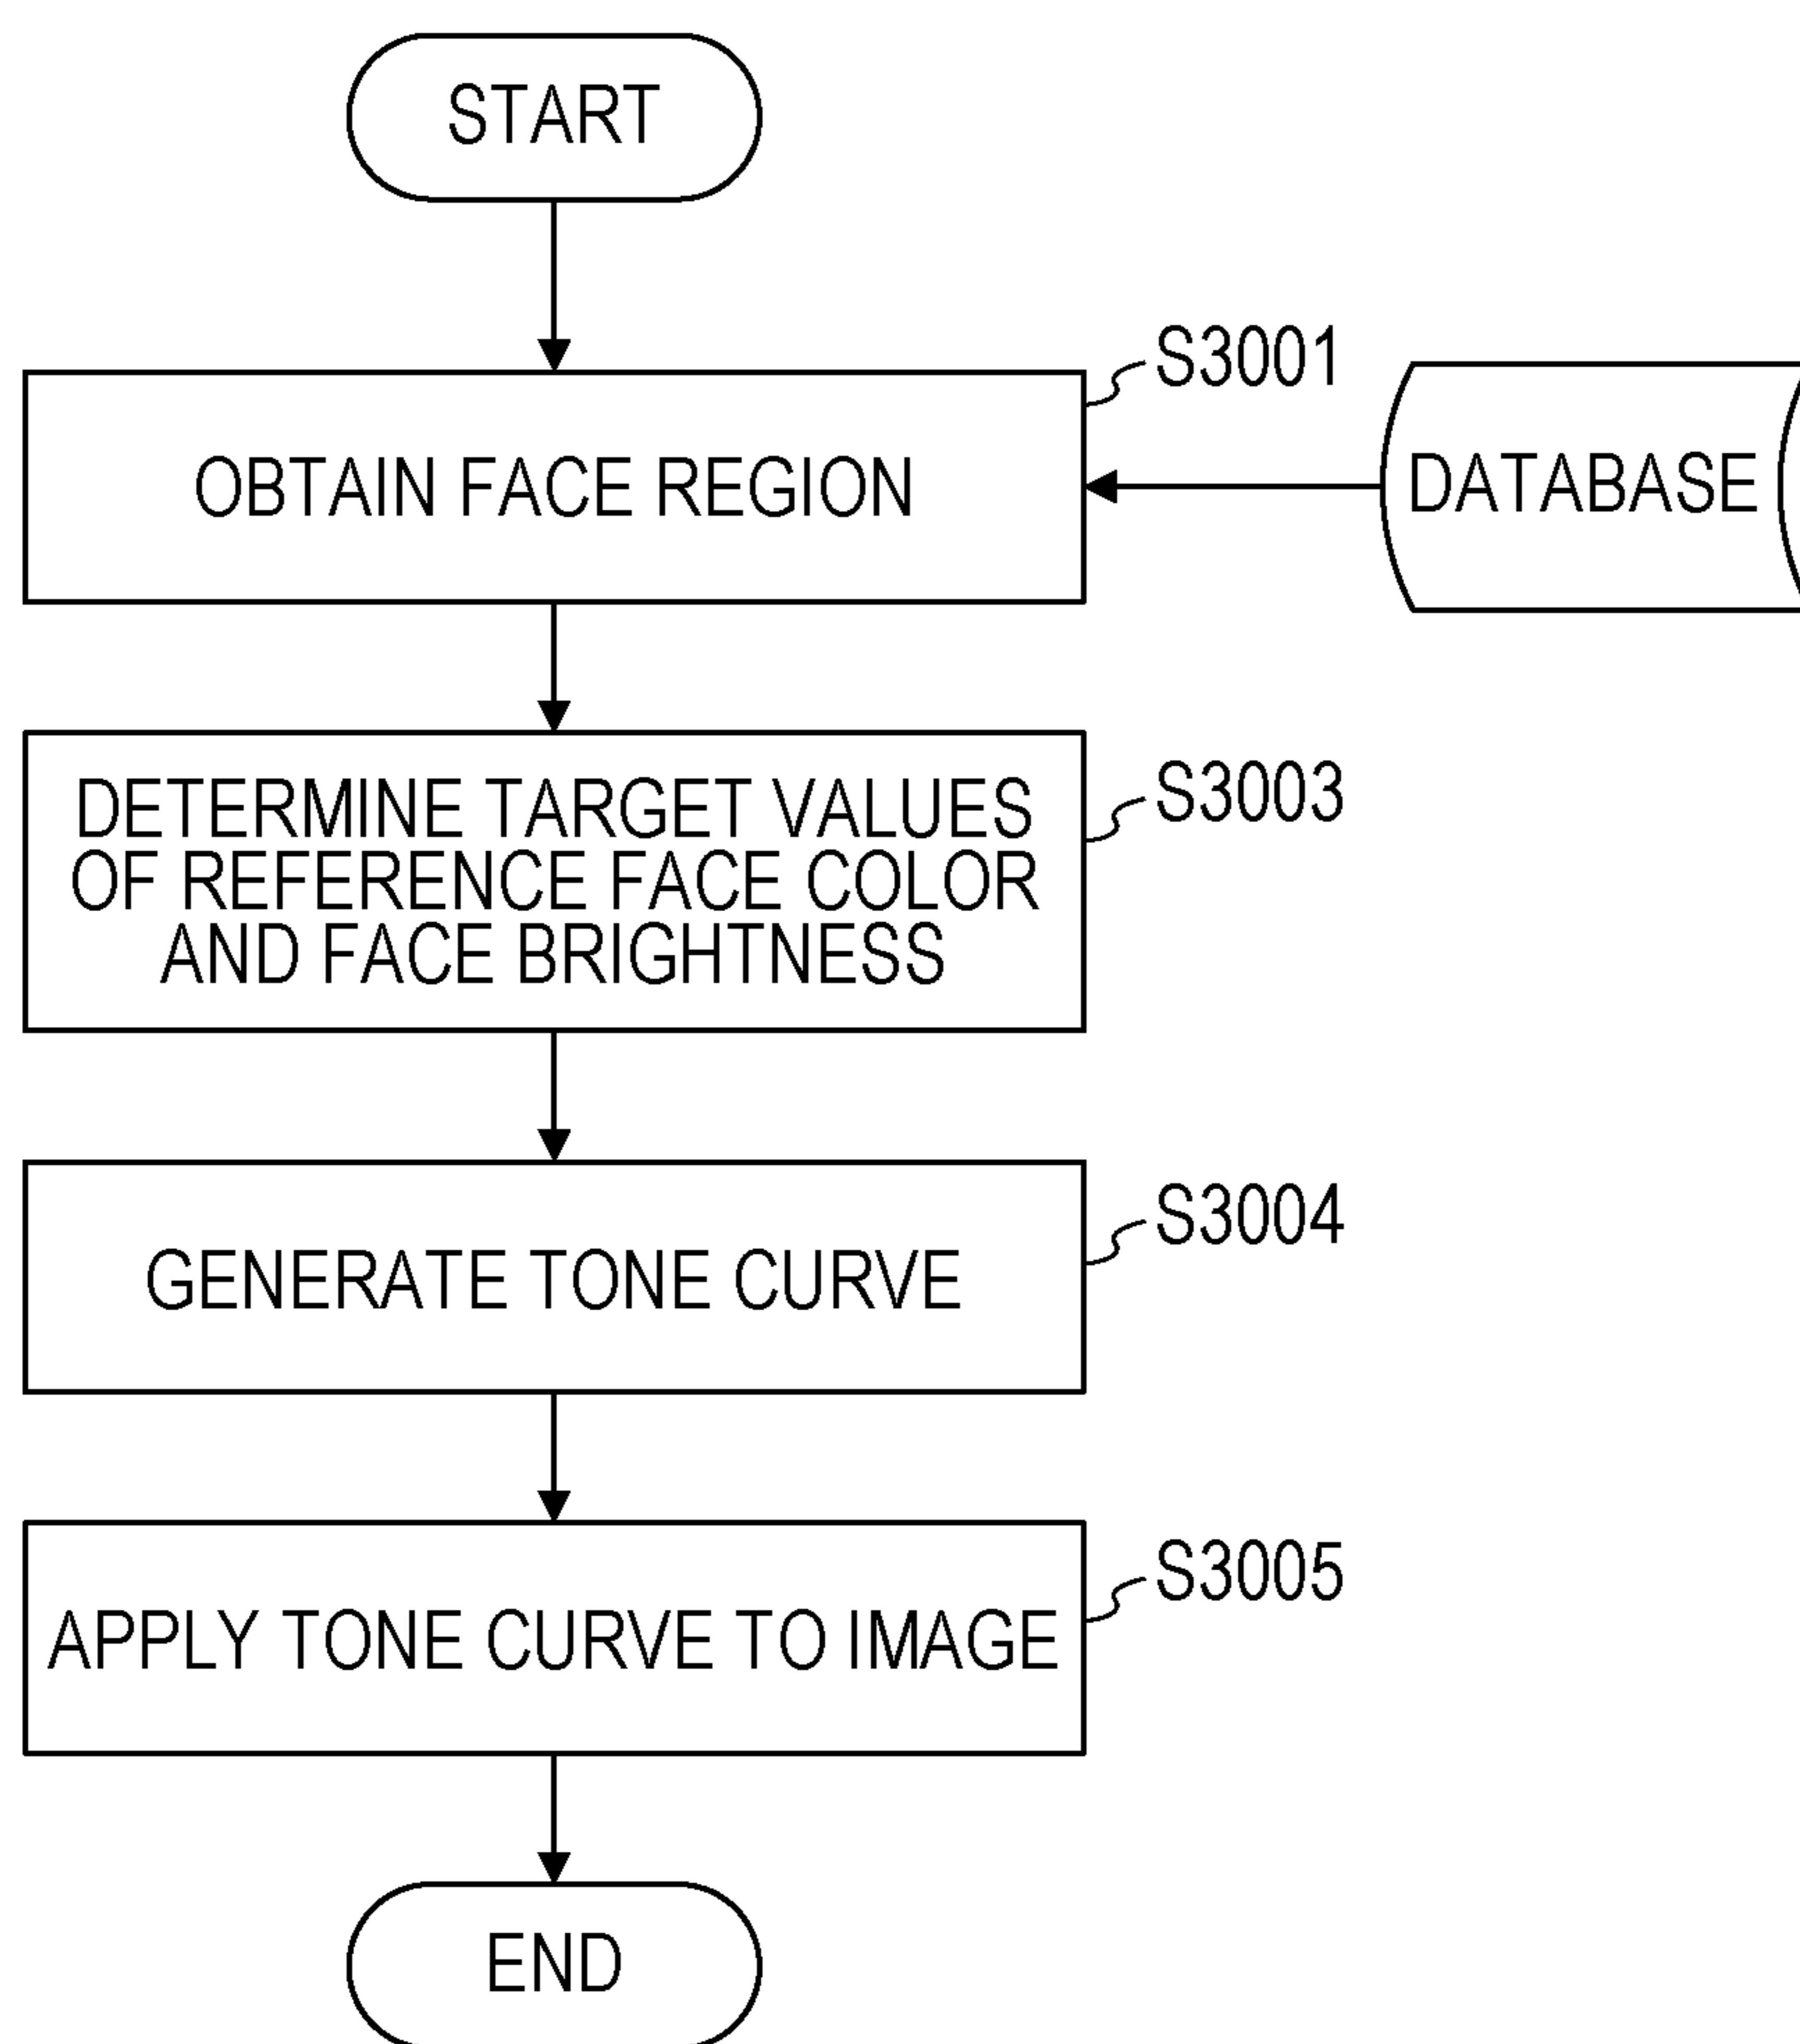 START
S3001
OBTAIN FACE REGION
DATABASE
DETERMINE TARGET VALUES
OF REFERENCE FACE COLOR
AND FACE BRIGHTNESS
S3003
GENERATE TONE CURVE
S3004
APPLY TONE CURVE TO IMAGE
S3005
END